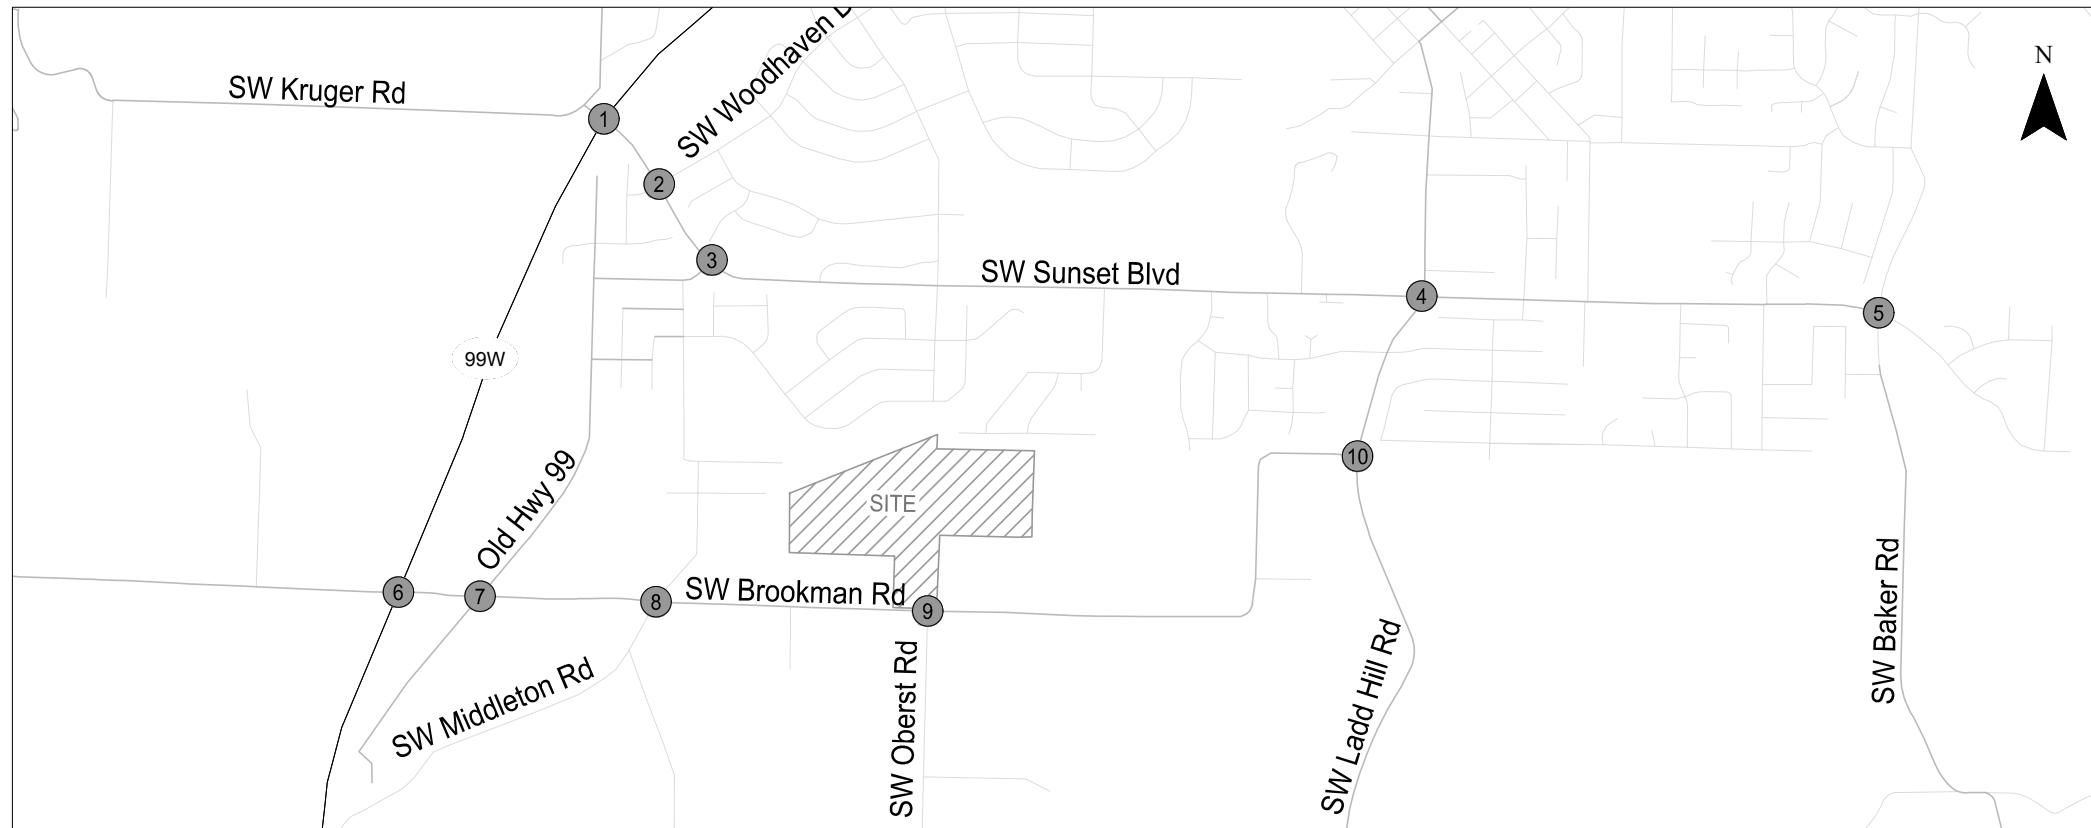 SW Woodhaven
N
SW Kruger Rd
1
2
3
SW Sunset Blvd
4
5
99W
Old Hwy 99
10
SITE
6
7
8
SW Brookman Rd
9
SW Middleton Rd
SW Oberst Rd
SW Ladd Hill Rd
SW Baker Rd